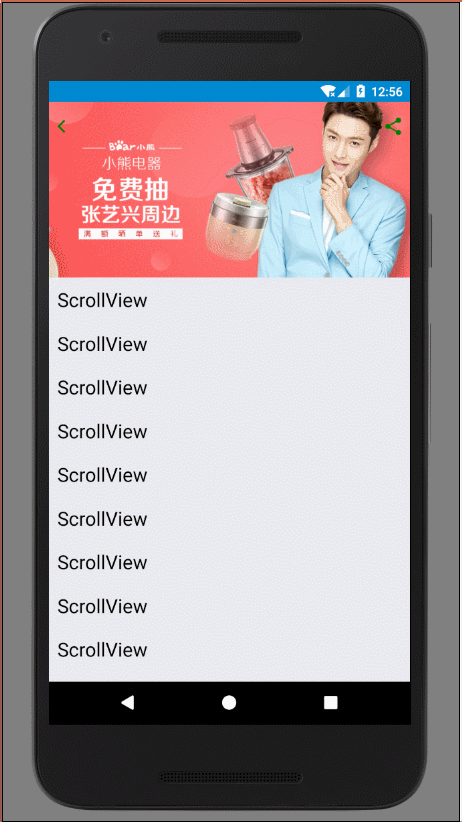 12:56
Bear小熊
小熊电器
免费抽
张艺兴周边
满额晒单送礼
ScrollView
ScrollView
ScrollView
ScrollView
ScrollView
ScrollView
ScrollView
ScrollView
ScrollView